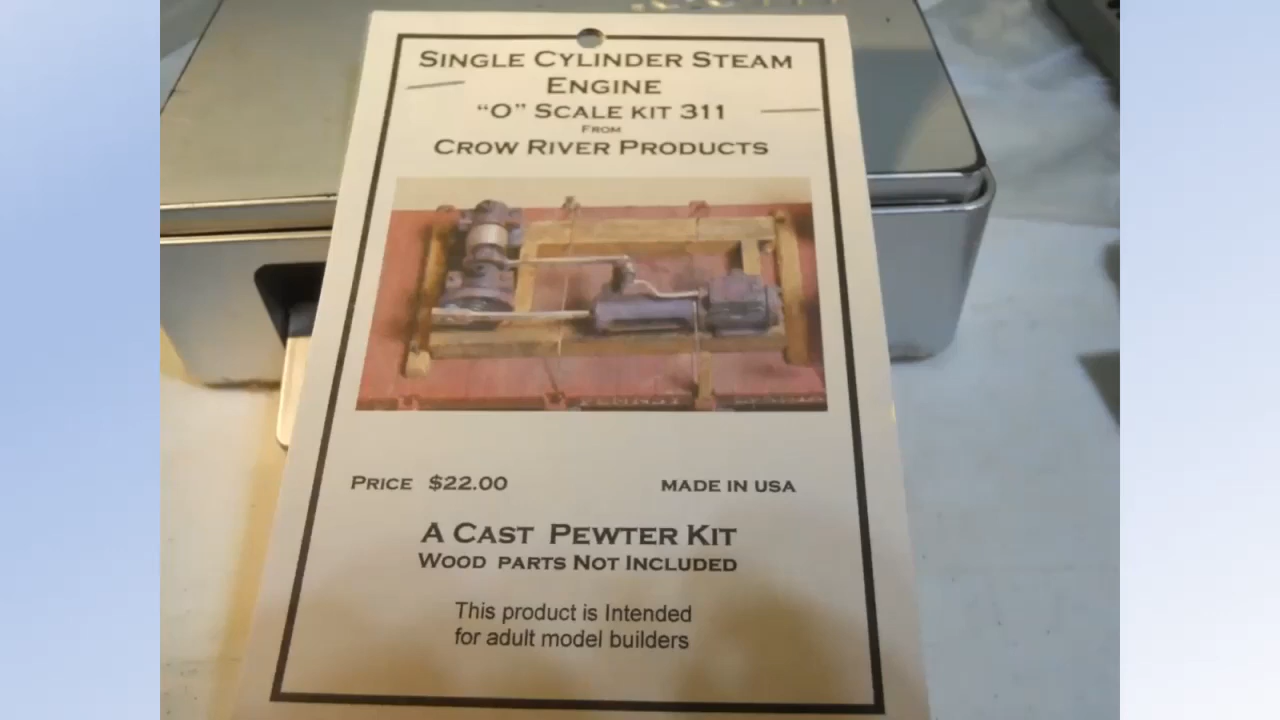 SINGLE CYLINDER STEAM
ENGINE
"O" SCALE KIT 311
FROM
CROW RIVER PRODUCTS
PRICE $22.00 MADE IN USA
A CAST PEWTER KIT
WOOD PARTS NOT INCLUDED
This product is Intended
for adult model builders